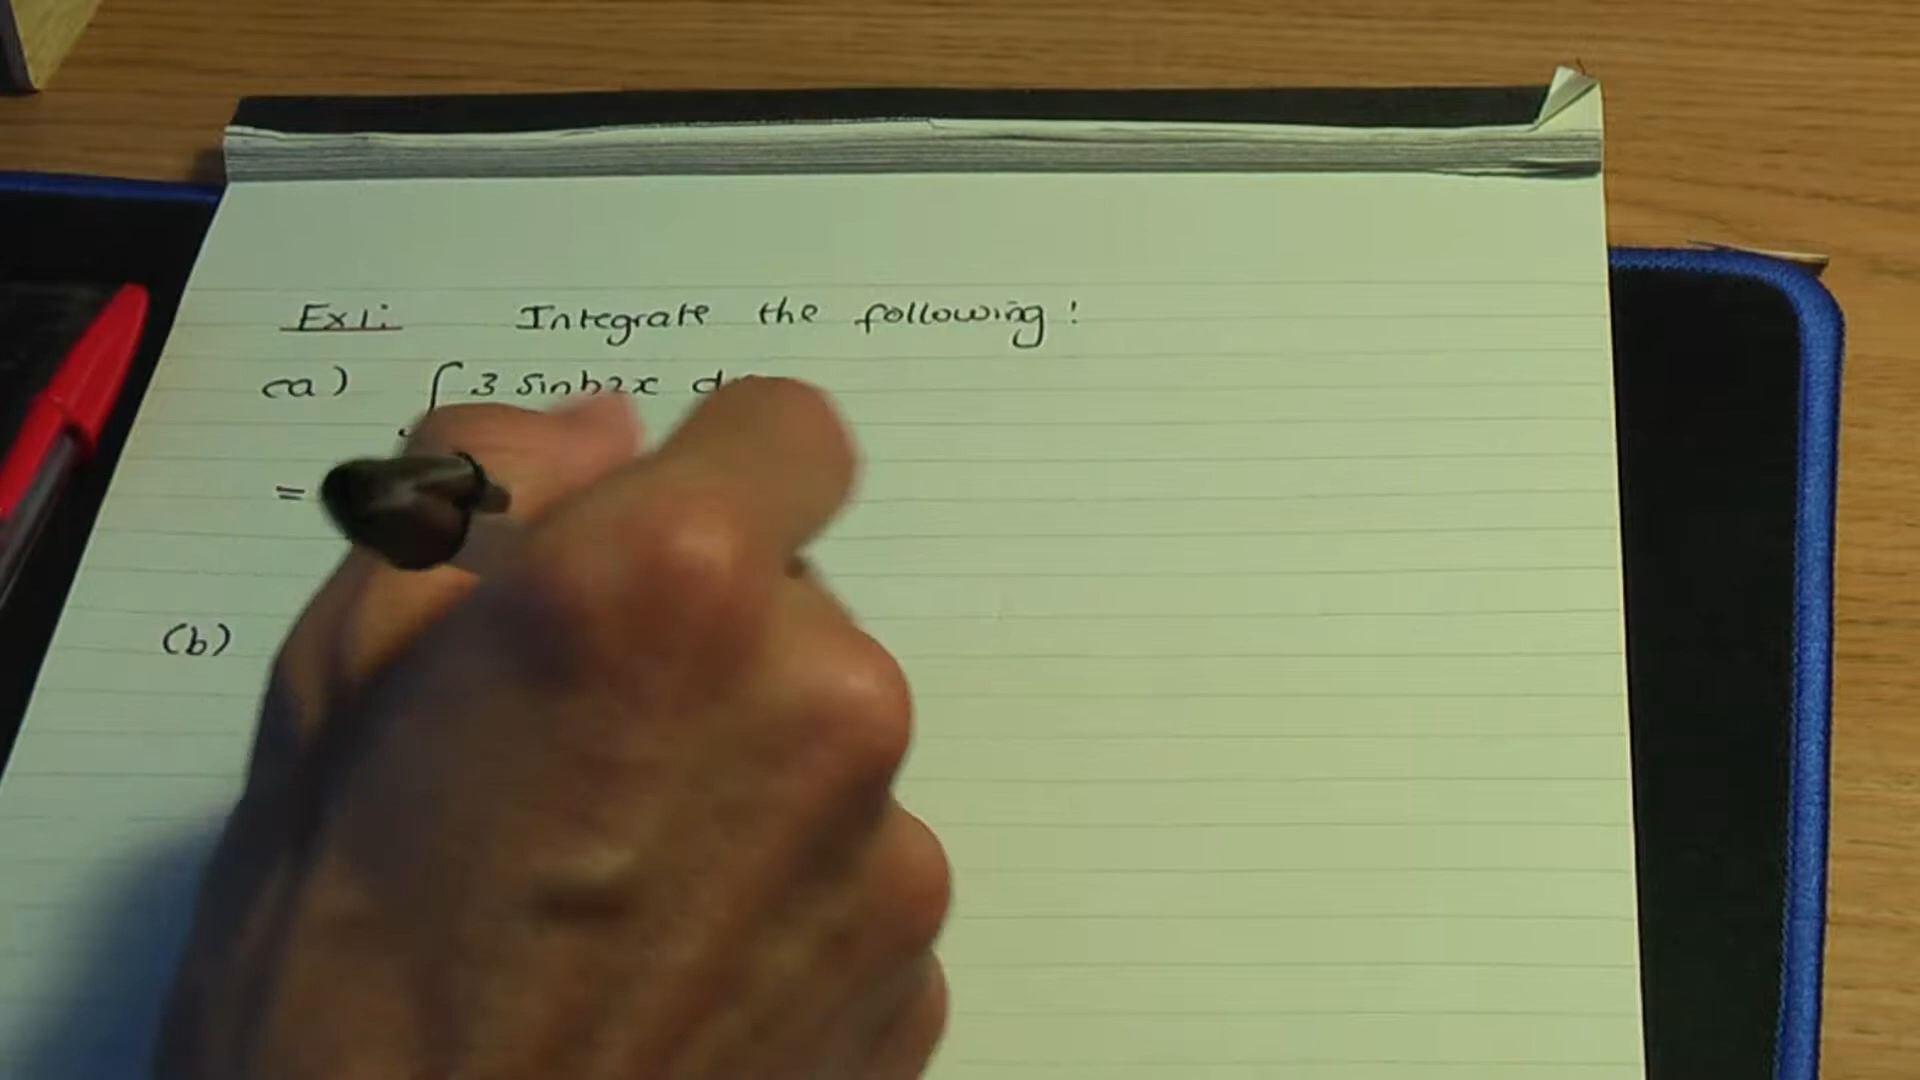 Ex1: Integrate the following:
(a) ∫ 3 sinh2x
=
(b)